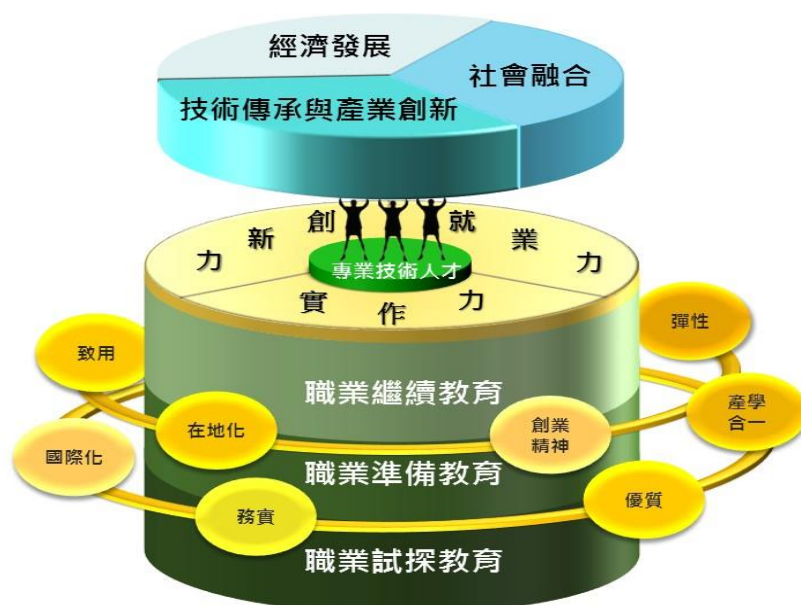 經濟發展
社會融合
技術傳承與產業創新
創新力
就業力
專業技術人才
實作力
彈性
致用
職業繼續教育
產學
合一
在地化
創業
精神
國際化
職業準備教育
優質
務實
職業試探教育